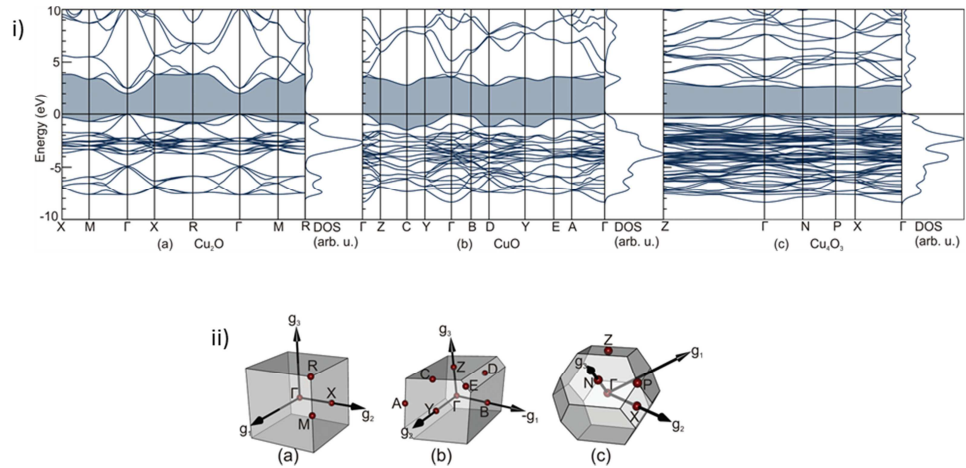 i)
10
5
0
-5
-10
Energy (eV)
X M Γ X R Γ M R DOS (arb. u.)
(a) Cu₂O
Γ Z C Y Γ B D Y E A Γ DOS (arb. u.)
(b) CuO
Z Γ N P X Γ DOS (arb. u.)
(c) Cu₄O₃
ii)
g₃
R
Γ
X
g₂
M
g₁
(a)
g₃
C
Z
D
E
A
Y
Γ
B
-g₁
g₂
(b)
Z
g₁
g₃
N
Γ
P
X
g₂
(c)